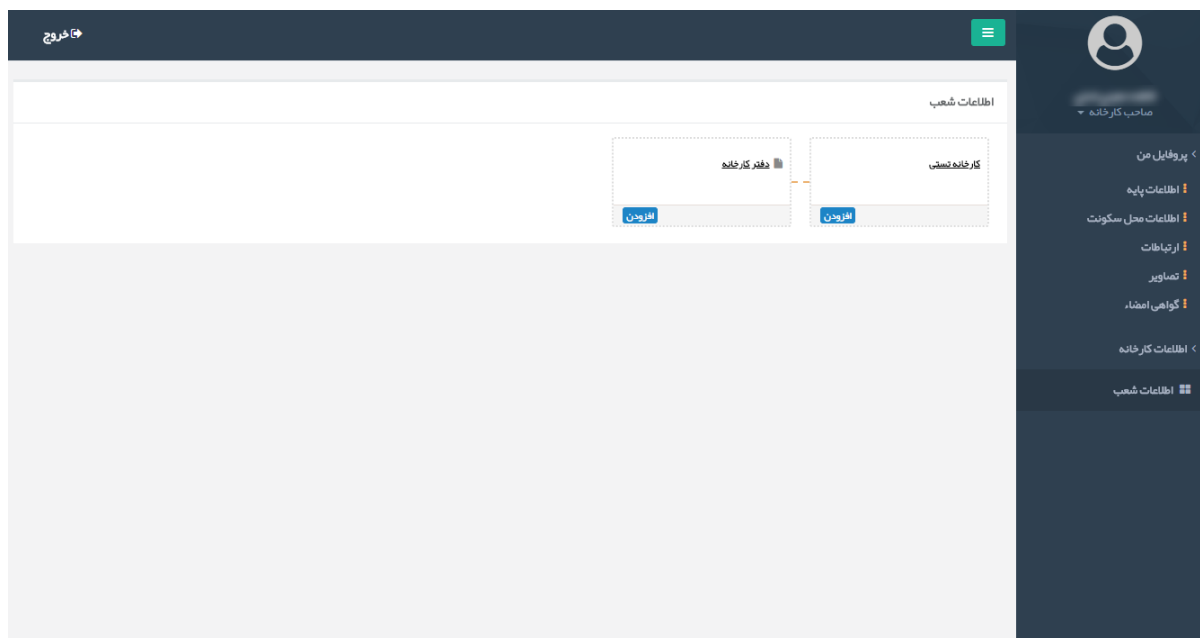 خروج
صاحب کارخانه
پروفایل من
اطلاعات پایه
اطلاعات محل سکونت
ارتباطات
تصاویر
گواهی امضاء
اطلاعات کارخانه
اطلاعات شعب
اطلاعات شعب
کارخانه تستی
افزودن
دفتر کارخانه
افزودن